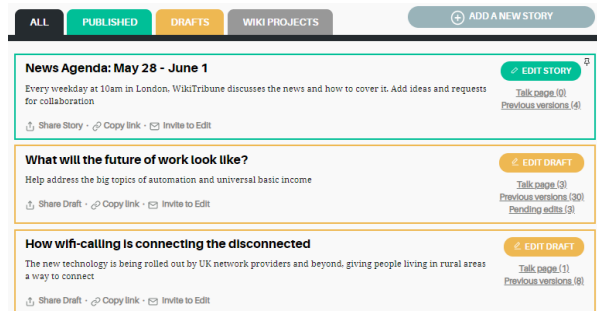 ALL
PUBLISHED
DRAFTS
WIKI PROJECTS
ADD A NEW STORY
News Agenda: May 28 - June 1
EDIT STORY
Every weekday at 10am in London, WikiTribune discusses the news and how to cover it. Add ideas and requests
for collaboration
Talk page (0)
Previous versions (4)
Share Story · Copy link · Invite to Edit
What will the future of work look like?
EDIT DRAFT
Help address the big topics of automation and universal basic income
Talk page (3)
Previous versions (30)
Pending edits (3)
Share Draft · Copy link · Invite to Edit
How wifi-calling is connecting the disconnected
EDIT DRAFT
The new technology is being rolled out by UK network providers and beyond, giving people living in rural areas
a way to connect
Talk page (1)
Previous versions (8)
Share Draft · Copy link · Invite to Edit